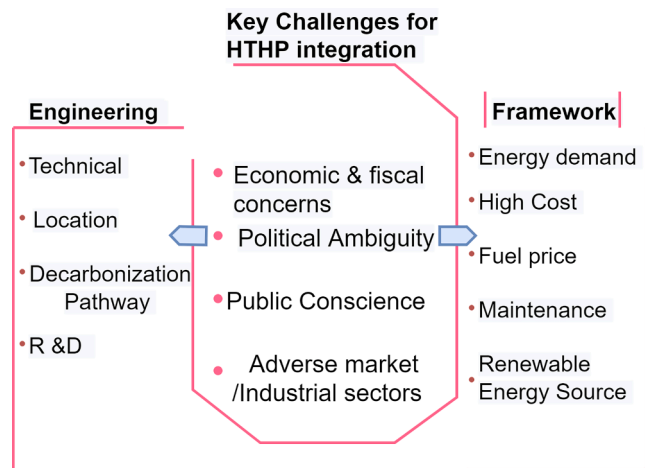 Key Challenges for
HTHP integration
Engineering
• Technical
• Location
• Decarbonization
Pathway
• R &D
• Economic & fiscal
concerns
• Political Ambiguity
• Public Conscience
• Adverse market
/Industrial sectors
Framework
• Energy demand
• High Cost
• Fuel price
• Maintenance
• Renewable
Energy Source